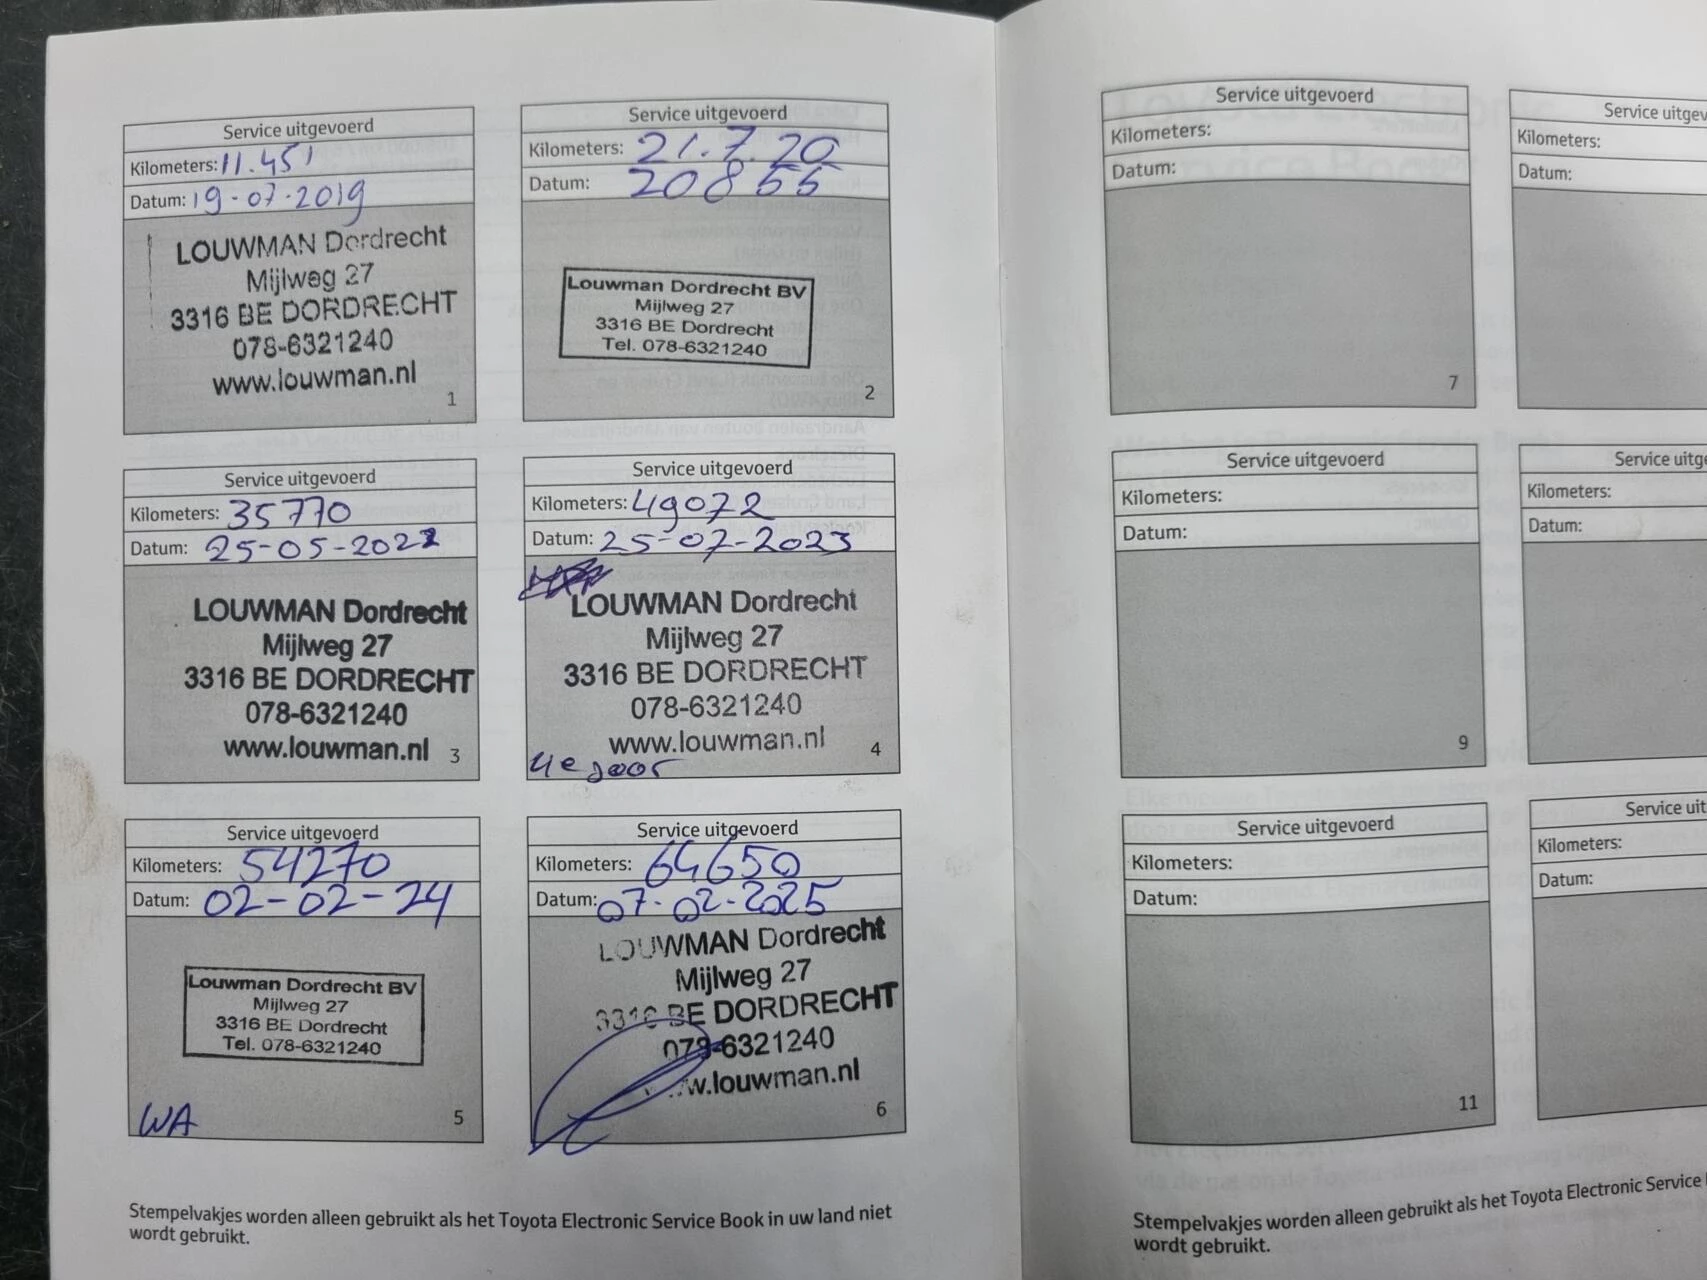 Service uitgevoerd
Kilometers: 11.451
Datum: 19-07-2019
LOUWMAN Dordrecht
Mijlweg 27
3316 BE DORDRECHT
078-6321240
www.louwman.nl
1
Service uitgevoerd
Kilometers: 21.7.20
Datum: 20855
Louwman Dordrecht BV
Mijlweg 27
3316 BE Dordrecht
Tel. 078-6321240
2
Service uitgevoerd
Kilometers: 35770
Datum: 25-05-2022
LOUWMAN Dordrecht
Mijlweg 27
3316 BE DORDRECHT
078-6321240
www.louwman.nl
3
Service uitgevoerd
Kilometers: 49072
Datum: 25-07-2023
LOUWMAN Dordrecht
Mijlweg 27
3316 BE DORDRECHT
078-6321240
www.louwman.nl
4e
4
Service uitgevoerd
Kilometers: 54270
Datum: 02-02-24
Louwman Dordrecht BV
Mijlweg 27
3316 BE Dordrecht
Tel. 078-6321240
WA
5
Service uitgevoerd
Kilometers: 64650
Datum: 07-02-2025
LOUWMAN Dordrecht
Mijlweg 27
3316 BE DORDRECHT
078-6321240
www.louwman.nl
6
Stempelvakjes worden alleen gebruikt als het Toyota Electronic Service Book in uw land niet
wordt gebruikt.
Service uitgevoerd
Kilometers:
Datum:
7
Service uitgev
Kilometers:
Datum:
Service uitgevoerd
Kilometers:
Datum:
9
Service uitg
Kilometers:
Datum:
Service uitgevoerd
Kilometers:
Datum:
11
Service uit
Kilometers:
Datum:
Stempelvakjes worden alleen gebruikt als het Toyota Electronic Service
wordt gebruikt.